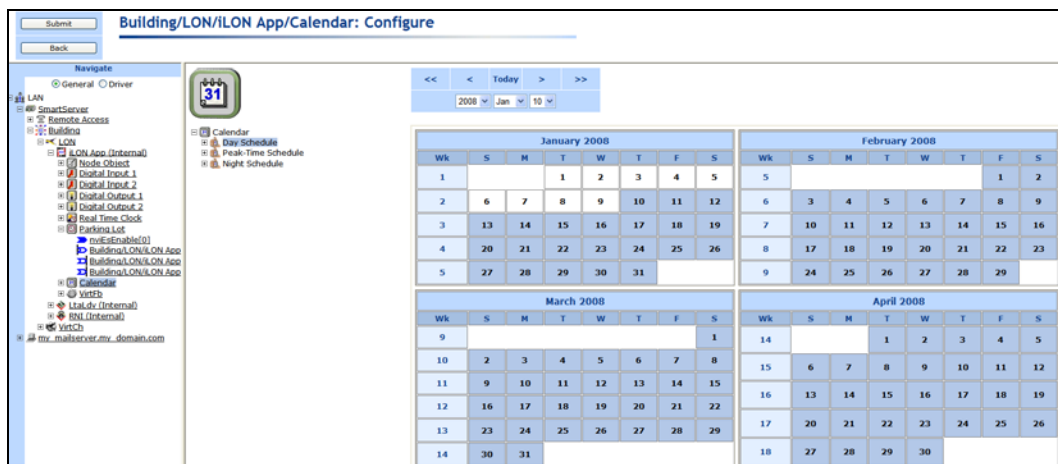 Submit
Back
Building/LON/iLON App/Calendar: Configure
Navigate
General Driver
LAN
SmartServer
Remote Access
Building
LON
iLON App (Internal)
Node Object
Digital Input 1
Digital Input 2
Digital Output 1
Digital Output 2
Real Time Clock
Parking Lot
nviEsEnable[0]
Building/LON/iLON App
Building/LON/iLON App
Building/LON/iLON App
Calendar
VirtFb
LtaLdv (Internal)
RNI (Internal)
VirtCh
my_mailserver.my_domain.com
31
Calendar
Day Schedule
Peak-Time Schedule
Night Schedule
<< < Today > >>
2008 Jan 10
January 2008
Wk S M T W T F S
1 1 2 3 4 5
2 6 7 8 9 10 11 12
3 13 14 15 16 17 18 19
4 20 21 22 23 24 25 26
5 27 28 29 30 31
February 2008
Wk S M T W T F S
5 1 2
6 3 4 5 6 7 8 9
7 10 11 12 13 14 15 16
8 17 18 19 20 21 22 23
9 24 25 26 27 28 29
March 2008
Wk S M T W T F S
9 1
10 2 3 4 5 6 7 8
11 9 10 11 12 13 14 15
12 16 17 18 19 20 21 22
13 23 24 25 26 27 28 29
14 30 31
April 2008
Wk S M T W T F S
14 1 2 3 4 5
15 6 7 8 9 10 11 12
16 13 14 15 16 17 18 19
17 20 21 22 23 24 25 26
18 27 28 29 30